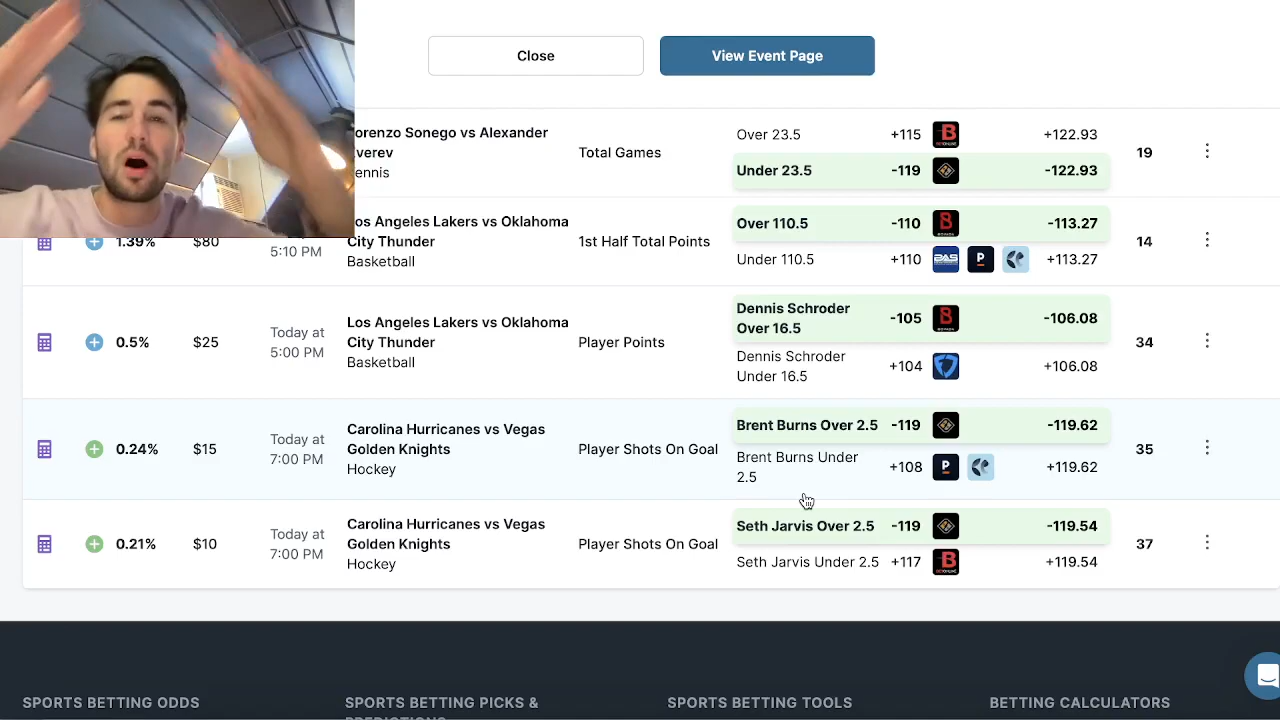 Close
View Event Page
orenzo Sonego vs Alexander
verev
ennis
Total Games
Over 23.5
+115
+122.93
Under 23.5
-119
-122.93
19
1.39%
$80
5:10 PM
os Angeles Lakers vs Oklahoma
City Thunder
Basketball
1st Half Total Points
Over 110.5
-110
-113.27
Under 110.5
+110
+113.27
14
0.5%
$25
Today at
5:00 PM
Los Angeles Lakers vs Oklahoma
City Thunder
Basketball
Player Points
Dennis Schroder
Over 16.5
-105
-106.08
Dennis Schroder
Under 16.5
+104
+106.08
34
0.24%
$15
Today at
7:00 PM
Carolina Hurricanes vs Vegas
Golden Knights
Hockey
Player Shots On Goal
Brent Burns Over 2.5
-119
-119.62
Brent Burns Under
2.5
+108
+119.62
35
0.21%
$10
Today at
7:00 PM
Carolina Hurricanes vs Vegas
Golden Knights
Hockey
Player Shots On Goal
Seth Jarvis Over 2.5
-119
-119.54
Seth Jarvis Under 2.5
+117
+119.54
37
SPORTS BETTING ODDS
SPORTS BETTING PICKS &
SPORTS BETTING TOOLS
BETTING CALCULATORS